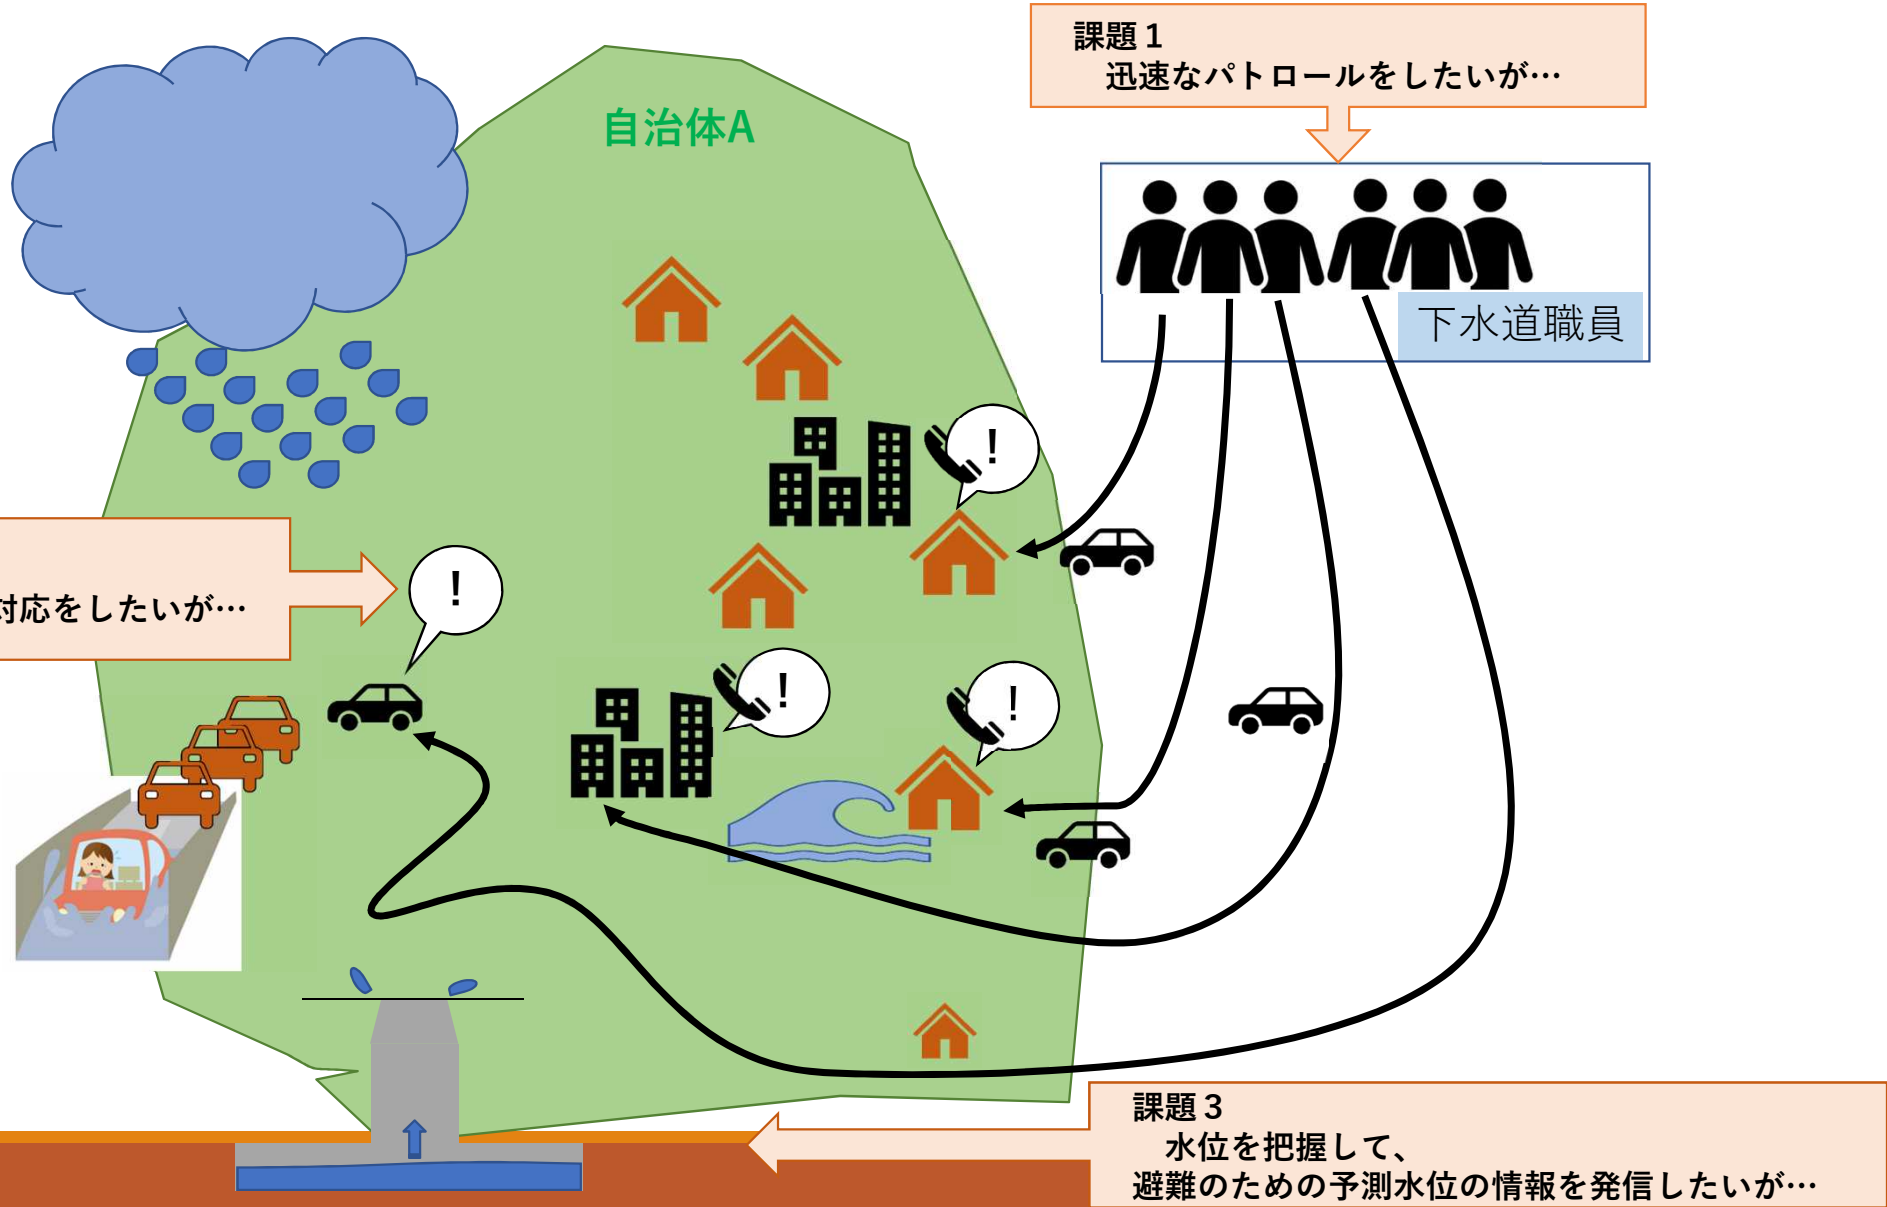 課題１
迅速なパトロールをしたいが…
自治体A
下水道職員
!
!
対応をしたいが…
!
!
課題３
水位を把握して、
避難のための予測水位の情報を発信したいが…